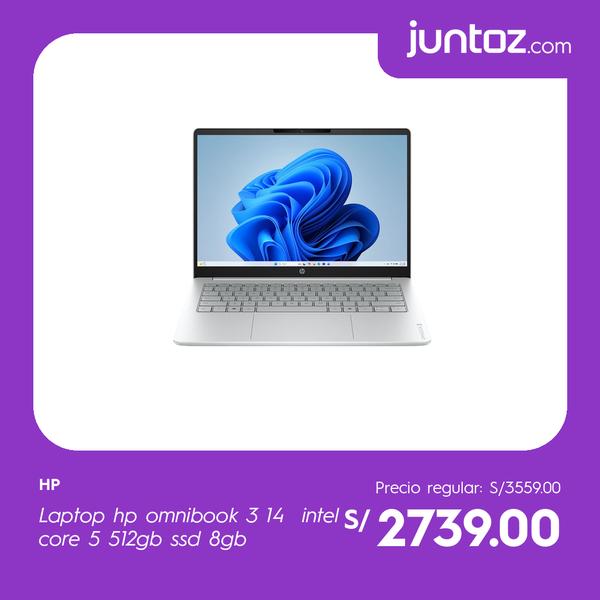 juntoz.com
hp
HP
Precio regular: S/3559.00
Laptop hp omnibook 3 14 intel
core 5 512gb ssd 8gb
S/ 2739.00